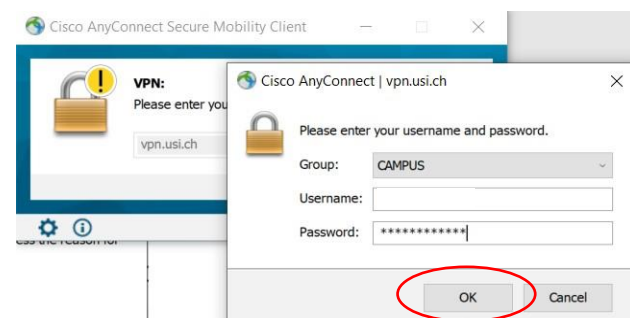 Cisco AnyConnect Secure Mobility Client
VPN:
Please enter you
vpn.usi.ch
Cisco AnyConnect | vpn.usi.ch
Please enter your username and password.
Group: CAMPUS
Username:
Password: ************
OK Cancel
ess the reason for